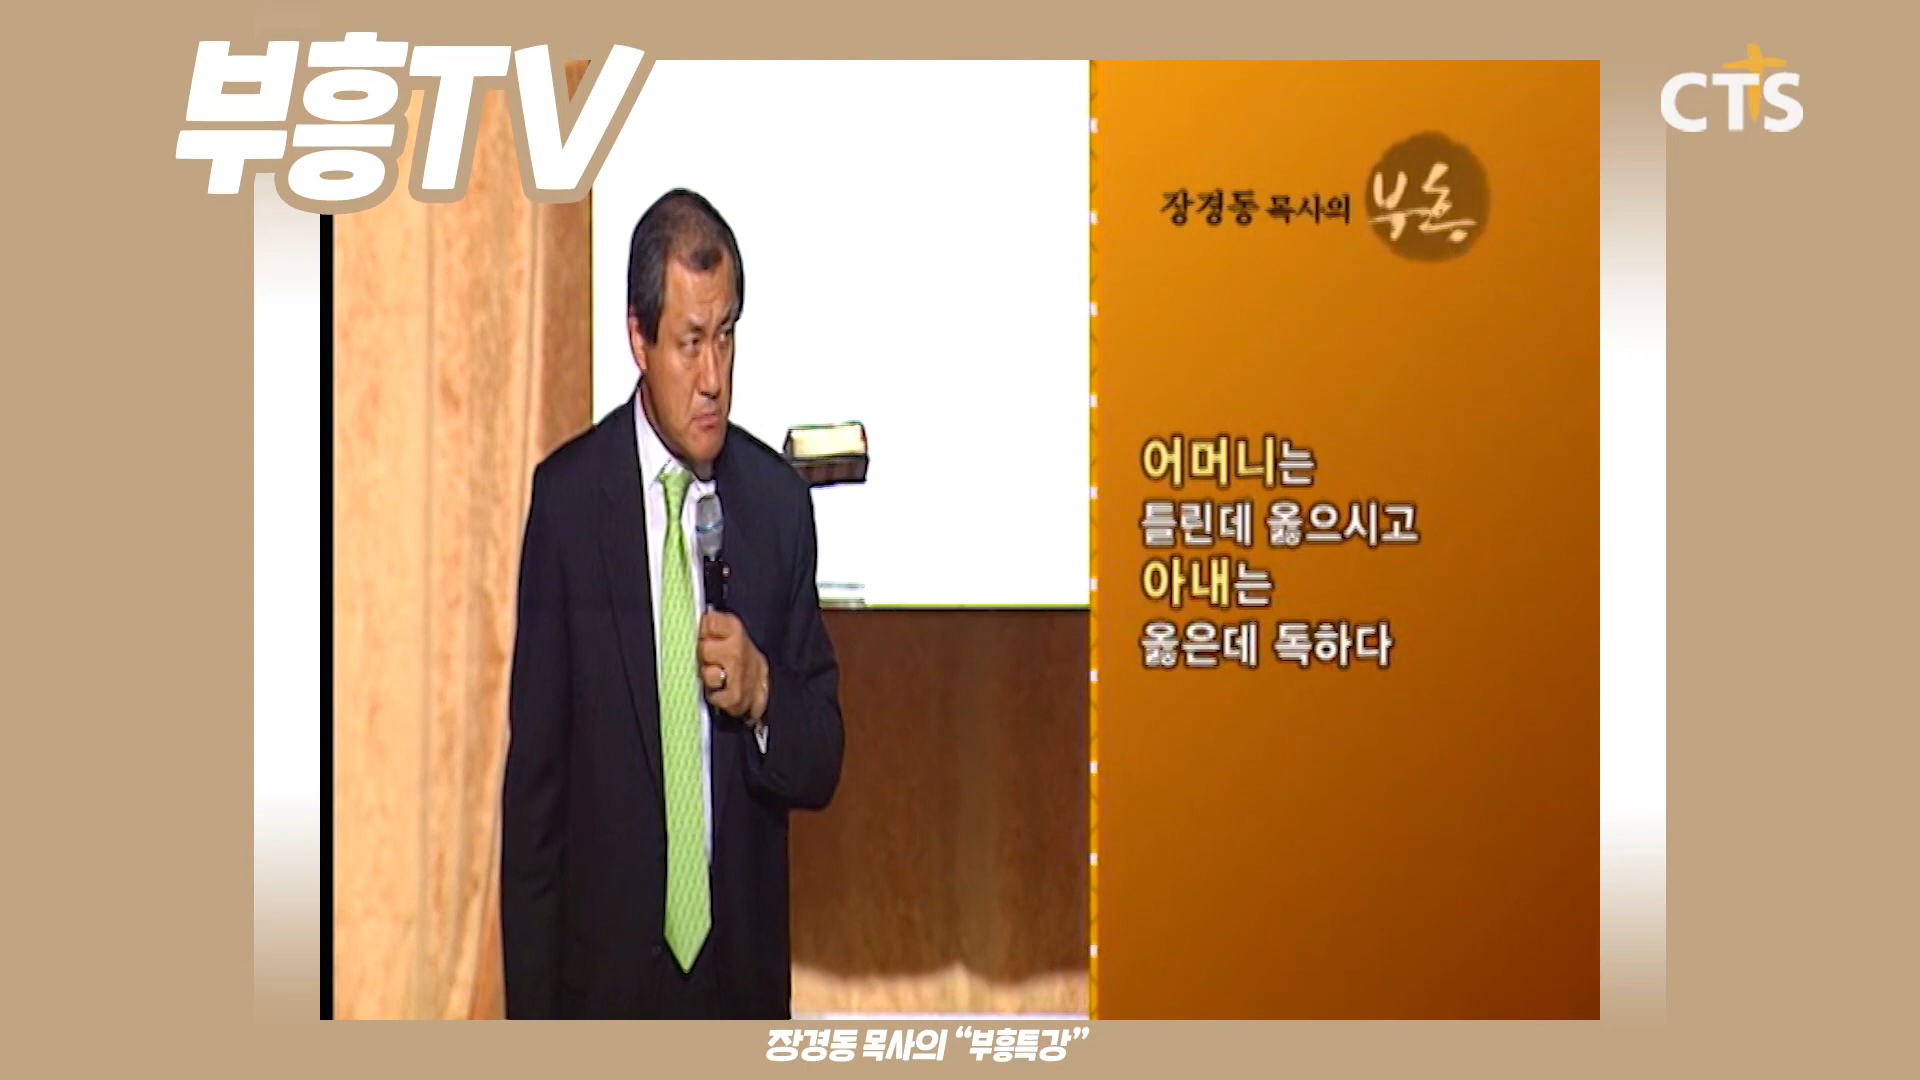 부흥TV
CTS
장경동 목사의 부흥
어머니는
틀린데 옳으시고
아내는
옳은데 독하다
장경동 목사의 “부흥특강”